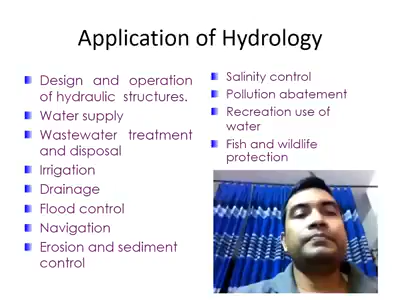 Application of Hydrology
Design and operation
of hydraulic structures.
Water supply
Wastewater treatment
and disposal
Irrigation
Drainage
Flood control
Navigation
Erosion and sediment
control
Salinity control
Pollution abatement
Recreation use of
water
Fish and wildlife
protection